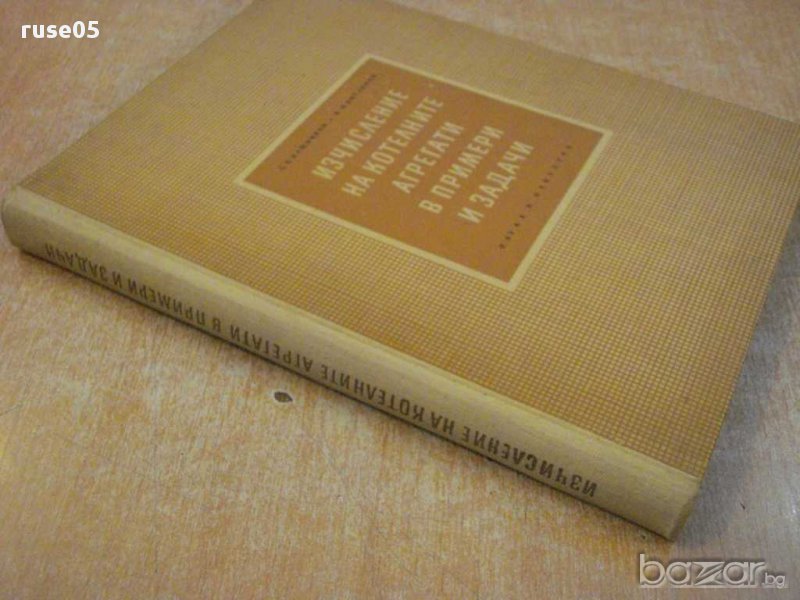 ruse05
ИЗЧИСЛЕНИЕ
НА КОТЕЛНИТЕ
АГРЕГАТИ
В ПРИМЕРИ
И ЗАДАЧИ
ИЗЧИСЛЕНИЕ НА КОТЕЛНИТЕ АГРЕГАТИ В ПРИМЕРИ И ЗАДАЧИ
bazar.bg